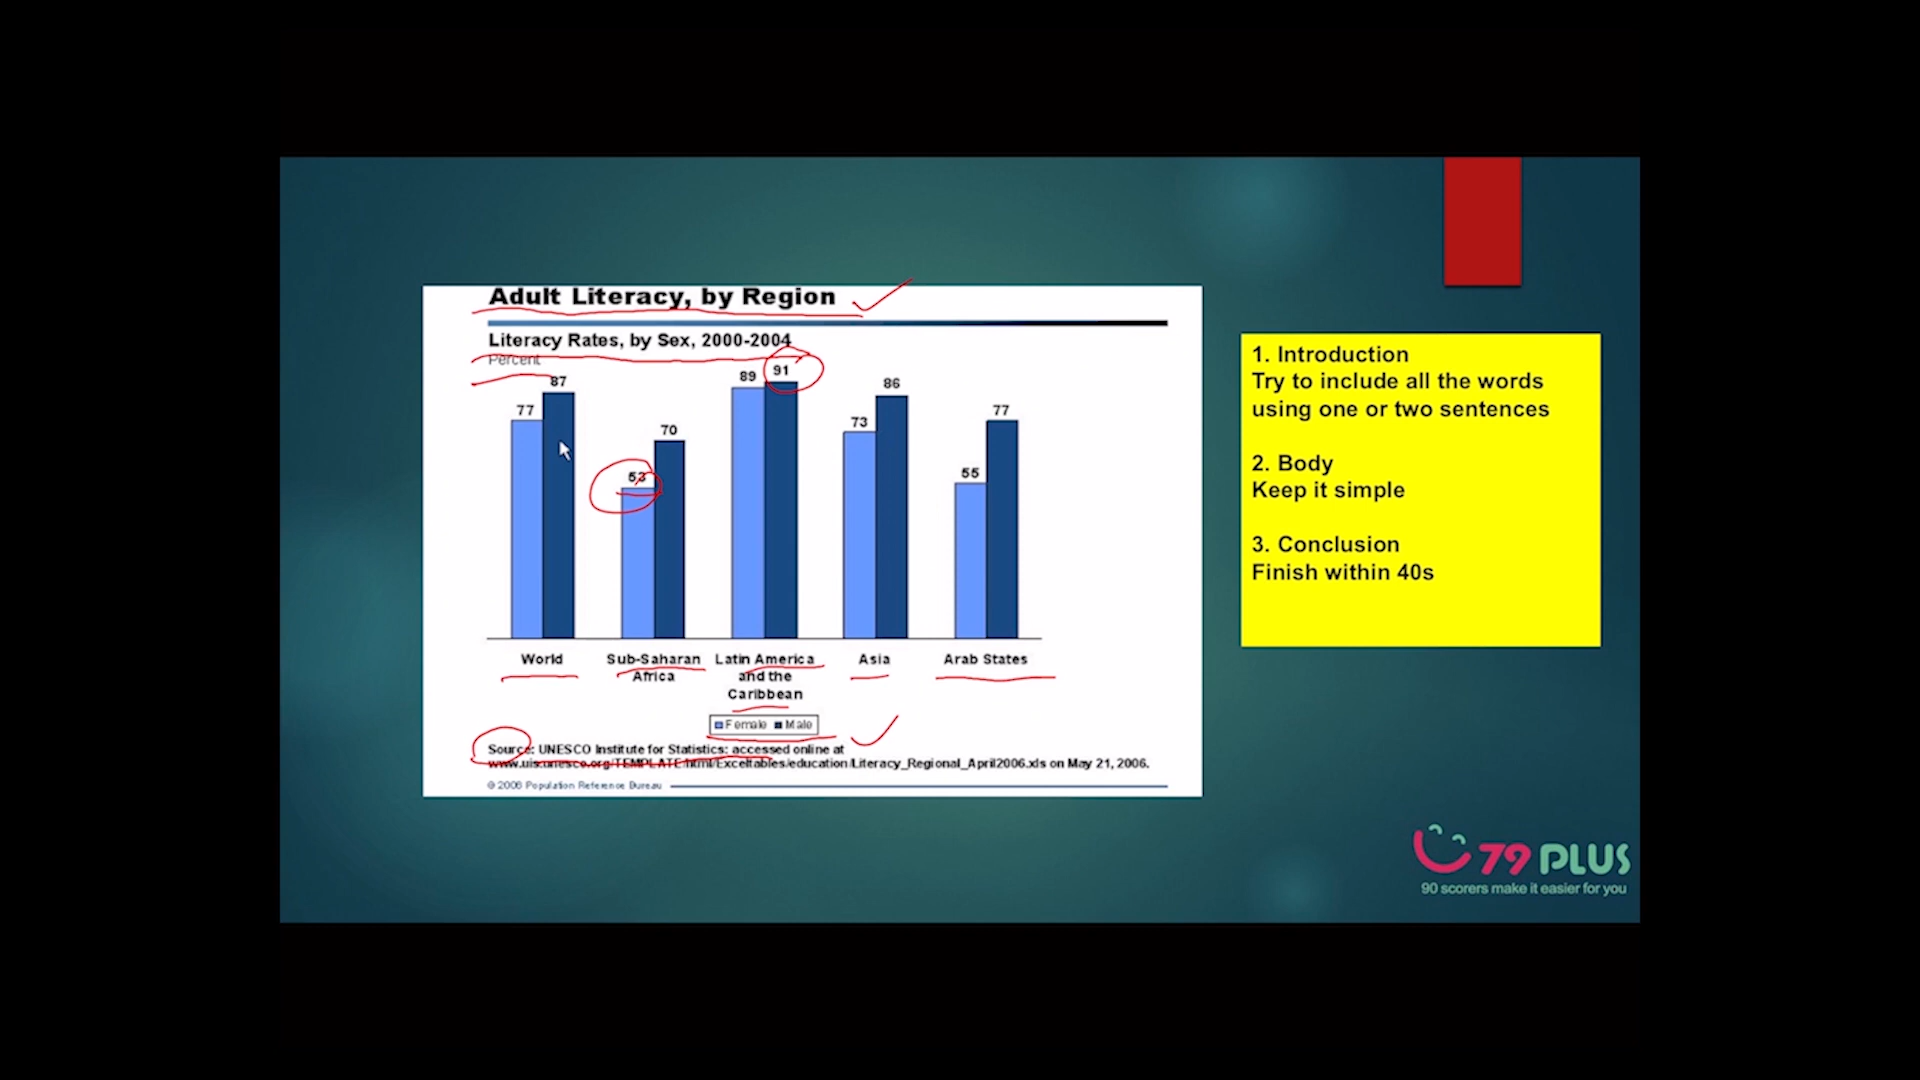 Adult Literacy, by Region
Literacy Rates, by Sex, 2000-2004
Percent
77
87
53
70
89
91
73
86
55
77
World
Sub-Saharan
Africa
Latin America
and the
Caribbean
Asia
Arab States
Female Male
Source: UNESCO Institute for Statistics: accessed online at
www.uis.unesco.org/TEMPLATE/html/Exceltables/education/Literacy_Regional_April2006.xls on May 21, 2006.
© 2006 Population Reference Bureau
1. Introduction
Try to include all the words
using one or two sentences
2. Body
Keep it simple
3. Conclusion
Finish within 40s
79 PLUS
90 scorers make it easier for you